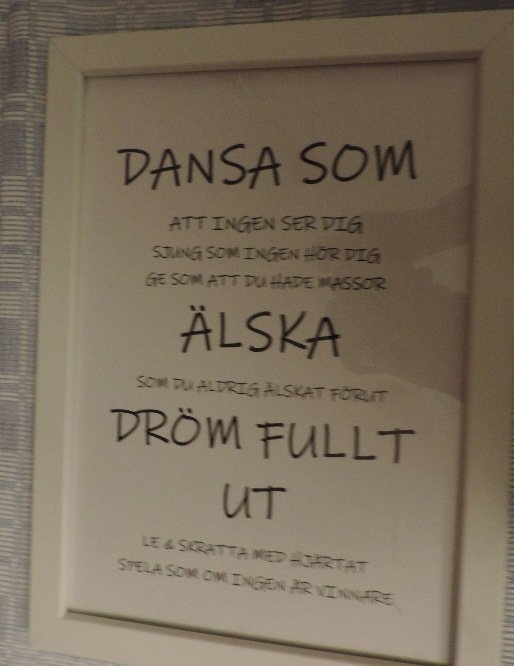 DANSA SOM
ATT INGEN SER DIG
SJUNG SOM INGEN HÖR DIG
GE SOM ATT DU HADE MASSOR
ÄLSKA
SOM DU ALDRIG ÄLSKAT FÖRUT
DRÖM FULLT
UT
LE & SKRATTA MED HJÄRTAT
SPELA SOM OM INGEN ÄR VINNARE